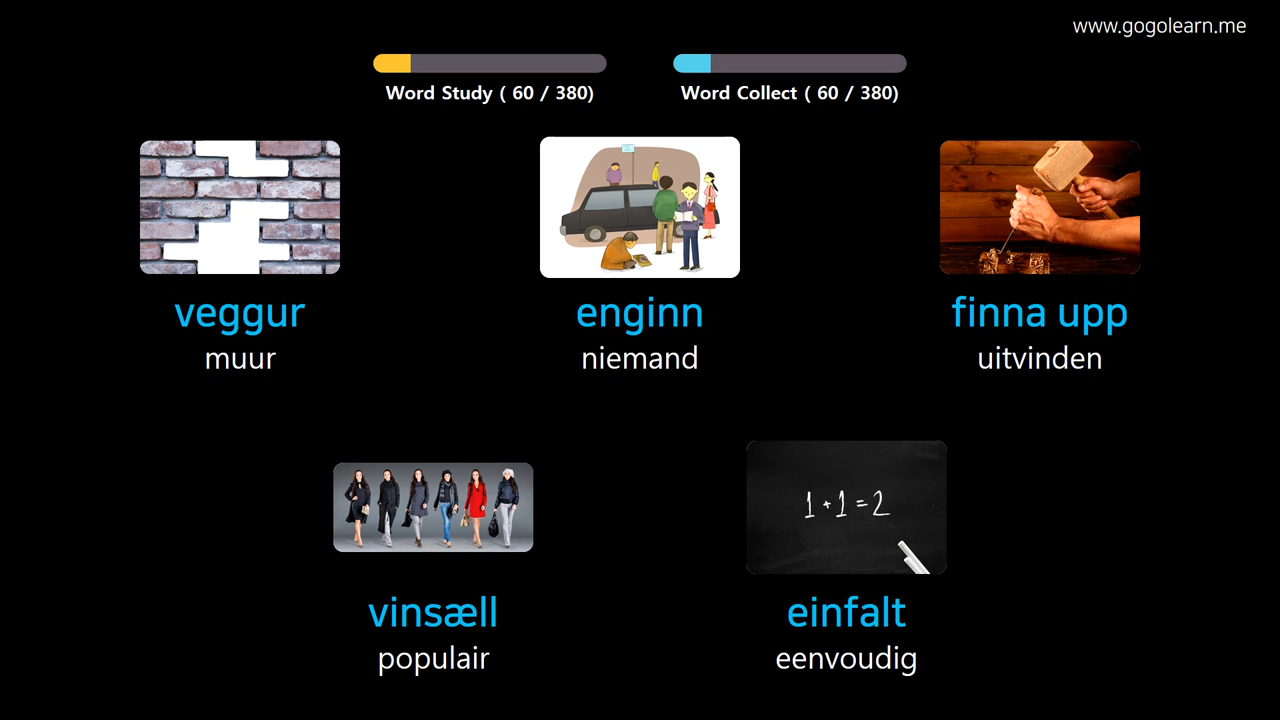 www.gogolearn.me
Word Study ( 60 / 380)
Word Collect ( 60 / 380)
veggur
muur
enginn
niemand
finna upp
uitvinden
1+1=2
vinsæll
populair
einfalt
eenvoudig